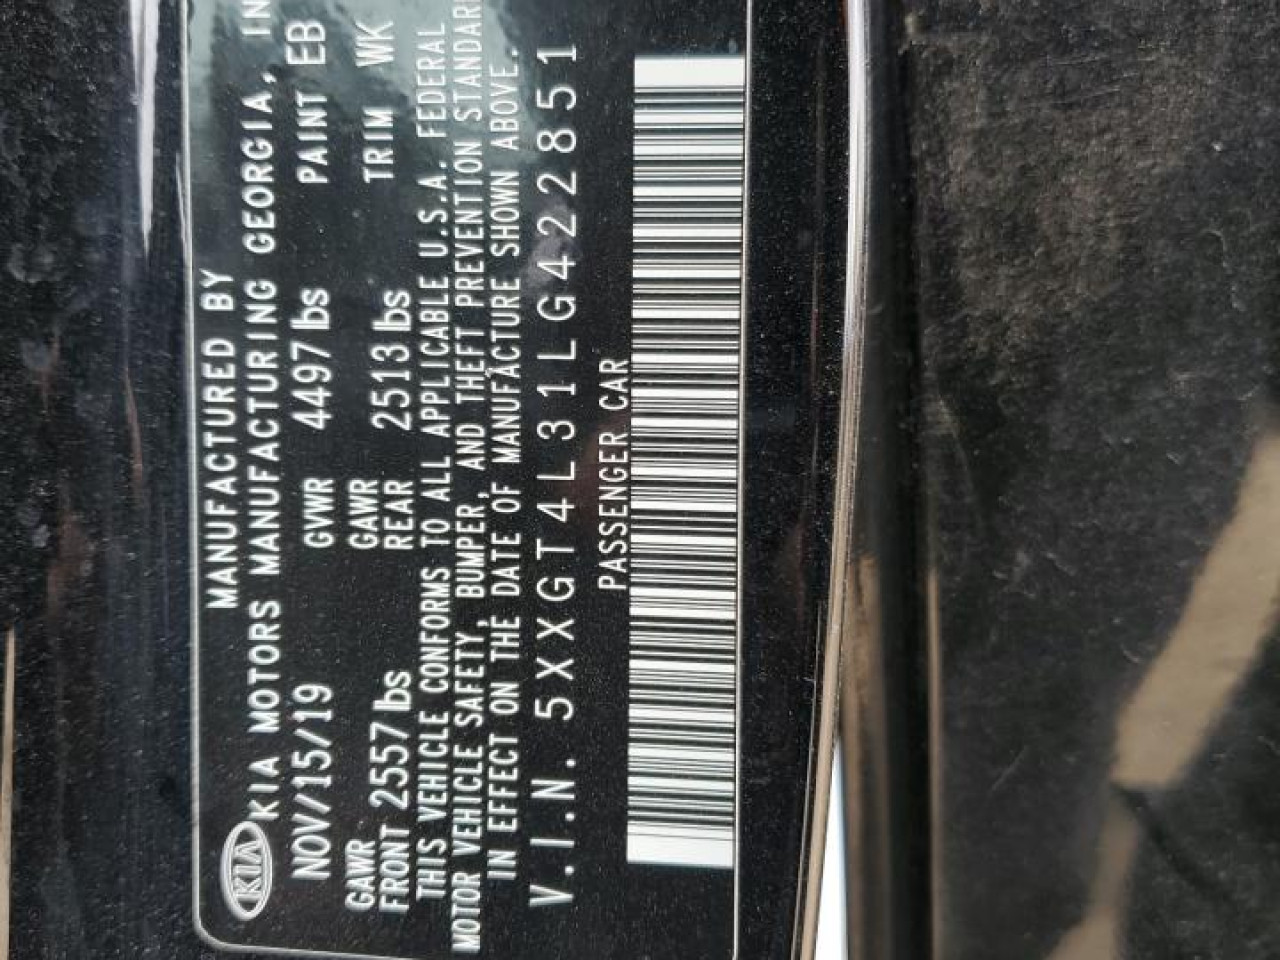 MANUFACTURED BY
KIA KIA MOTORS MANUFACTURING GEORGIA, IN
NOV/15/19 GVWR 4497 lbs PAINT EB
GAWR FRONT 2557 lbs GAWR REAR 2513 lbs TRIM WK
THIS VEHICLE CONFORMS TO ALL APPLICABLE U.S.A. FEDERAL
MOTOR VEHICLE SAFETY, BUMPER, AND THEFT PREVENTION STANDAR
IN EFFECT ON THE DATE OF MANUFACTURE SHOWN ABOVE.
V.I.N. 5XXGT4L31LG422851
PASSENGER CAR